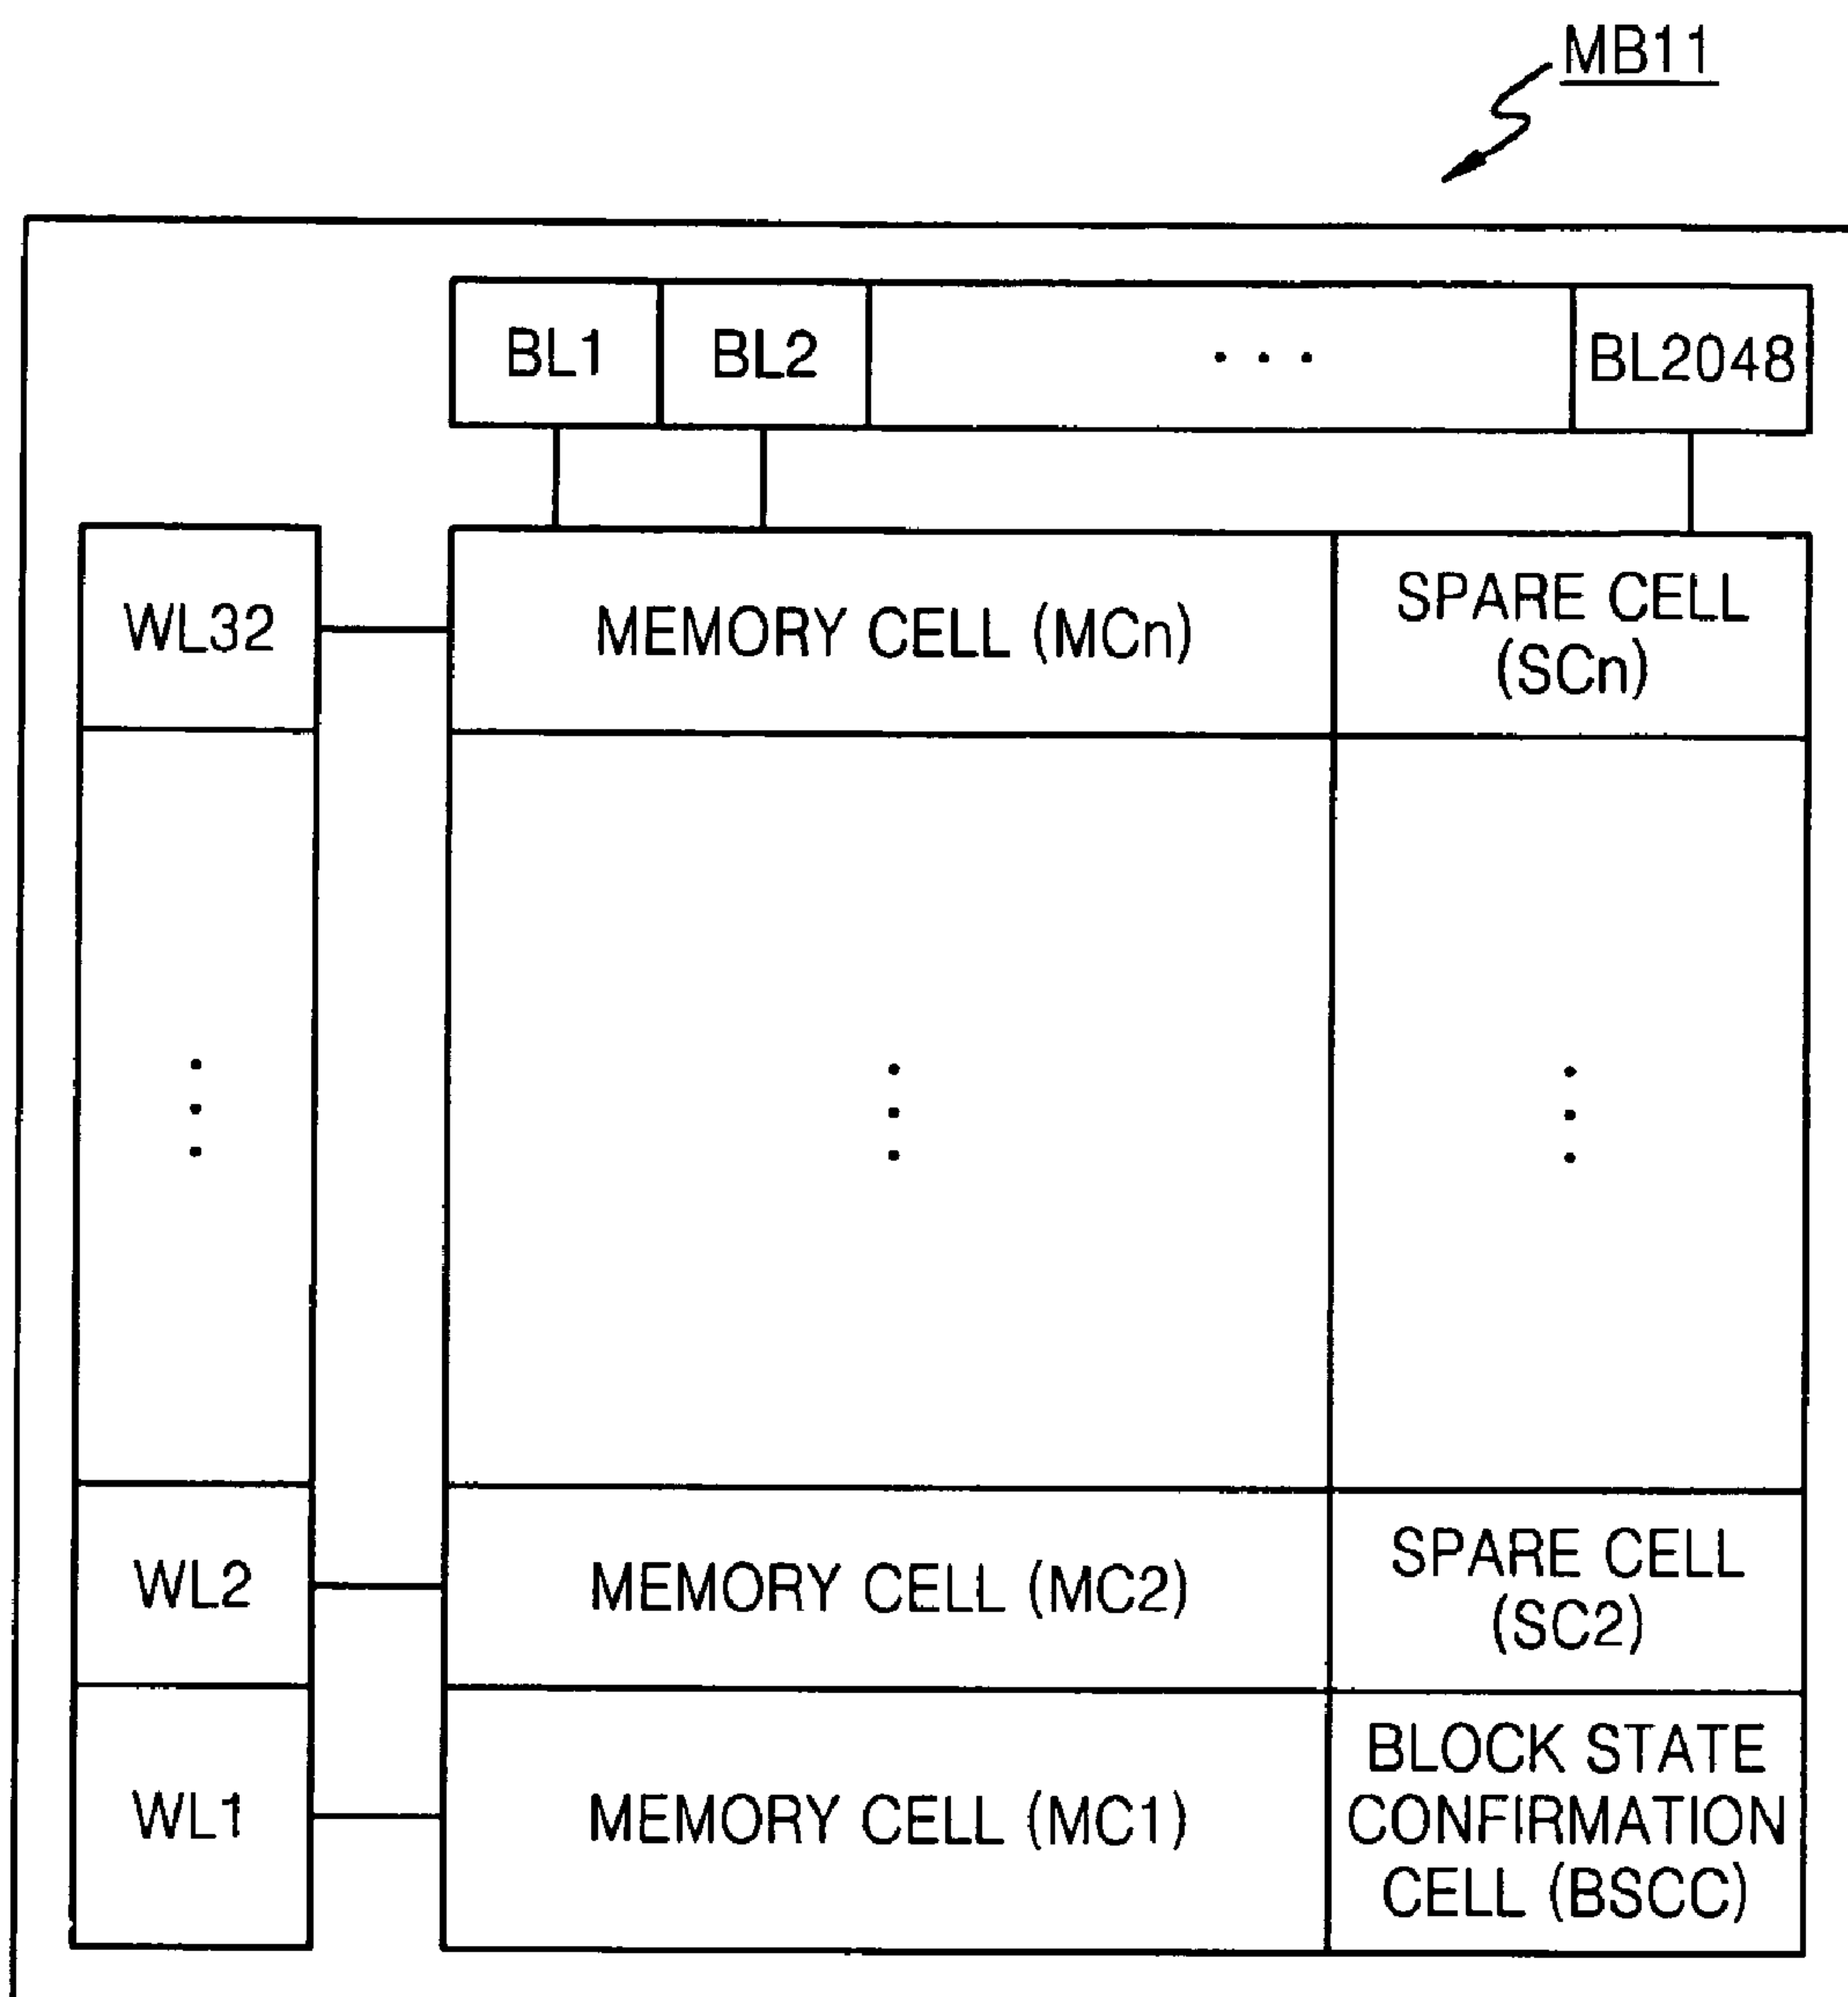 MB11
BL1 BL2 ... BL2048
WL32 MEMORY CELL (MCn) SPARE CELL
(SCn)
WL2 MEMORY CELL (MC2) SPARE CELL
(SC2)
WL1 MEMORY CELL (MC1) BLOCK STATE
CONFIRMATION
CELL (BSCC)